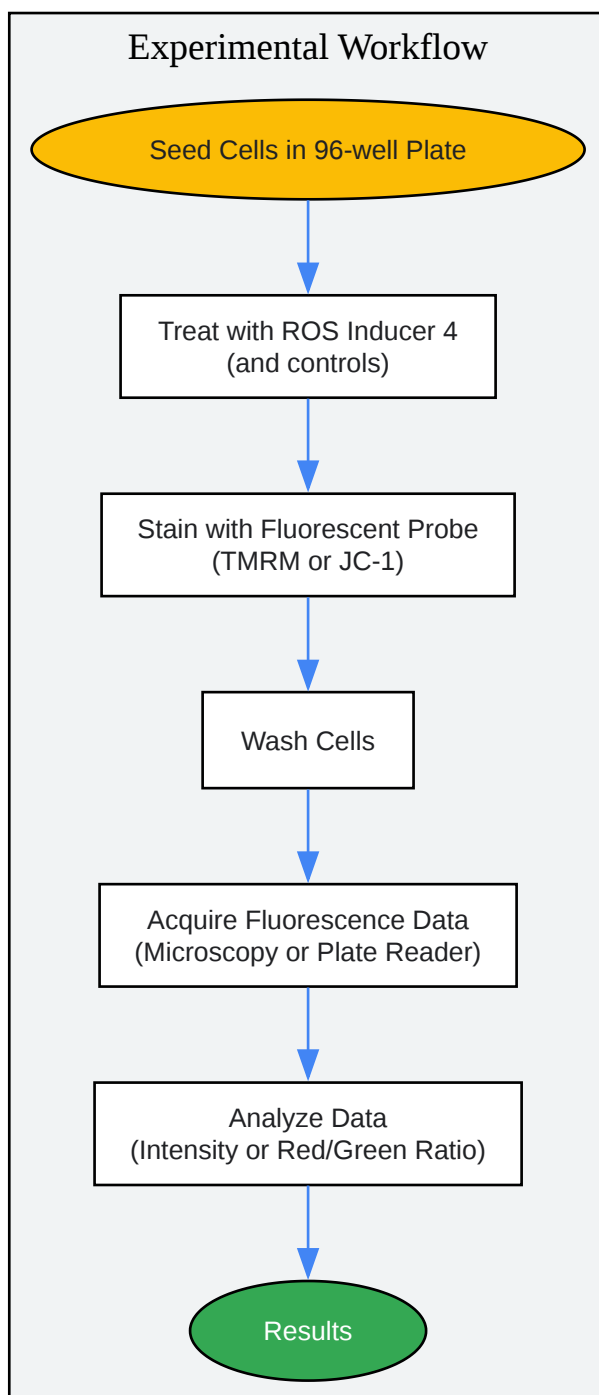 Experimental Workflow
Seed Cells in 96-well Plate
Treat with ROS Inducer 4
(and controls)
Stain with Fluorescent Probe
(TMRM or JC-1)
Wash Cells
Acquire Fluorescence Data
(Microscopy or Plate Reader)
Analyze Data
(Intensity or Red/Green Ratio)
Results